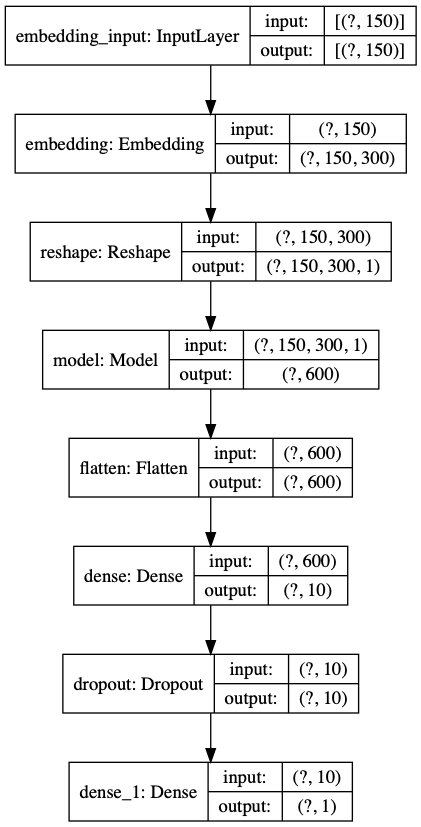 embedding_input: InputLayer
input: [(?, 150)]
output: [(?, 150)]
embedding: Embedding
input: (?, 150)
output: (?, 150, 300)
reshape: Reshape
input: (?, 150, 300)
output: (?, 150, 300, 1)
model: Model
input: (?, 150, 300, 1)
output: (?, 600)
flatten: Flatten
input: (?, 600)
output: (?, 600)
dense: Dense
input: (?, 600)
output: (?, 10)
dropout: Dropout
input: (?, 10)
output: (?, 10)
dense_1: Dense
input: (?, 10)
output: (?, 1)